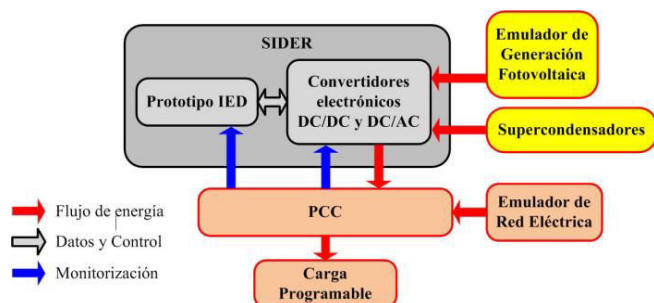 SIDER
Emulador de
Generación
Fotovoltaica
Prototipo IED
Convertidores
electrónicos
DC/DC y DC/AC
Supercondensadores
Flujo de energía
Datos y Control
Monitorización
PCC
Emulador de
Red Eléctrica
Carga
Programable